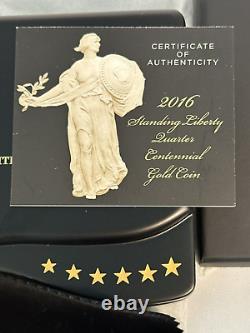 CERTIFICATE OF
AUTHENTICITY
2016
Standing Liberty
Quarter
Centennial
Gold Coin